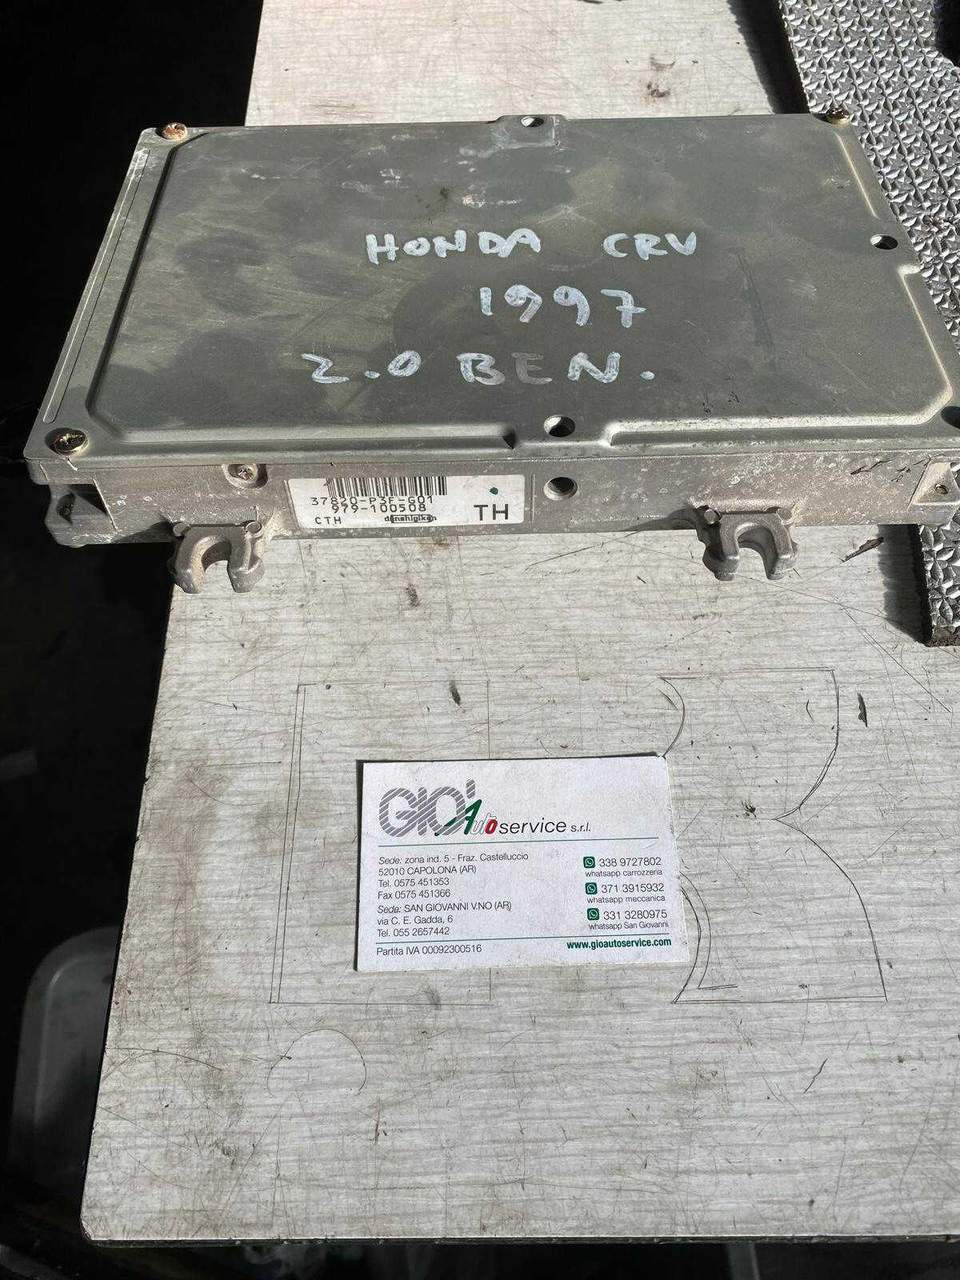 HONDA CRV
1997
2.0 BEN.
37820-P3F-G01
979-100508
CTH denshigiken TH
GIO' Autoservice s.r.l.
Sede: zona ind. 5 - Fraz. Castelluccio
52010 CAPOLONA (AR)
Tel. 0575 451353
Fax 0575 451366
Sede: SAN GIOVANNI V.NO (AR)
via C. E. Gadda, 6
Tel. 055 2657442
Partita IVA 00092300516
338 9727802
whatsapp carrozzeria
371 3915932
whatsapp meccanica
331 3280975
whatsapp San Giovanni
www.gioautoservice.com